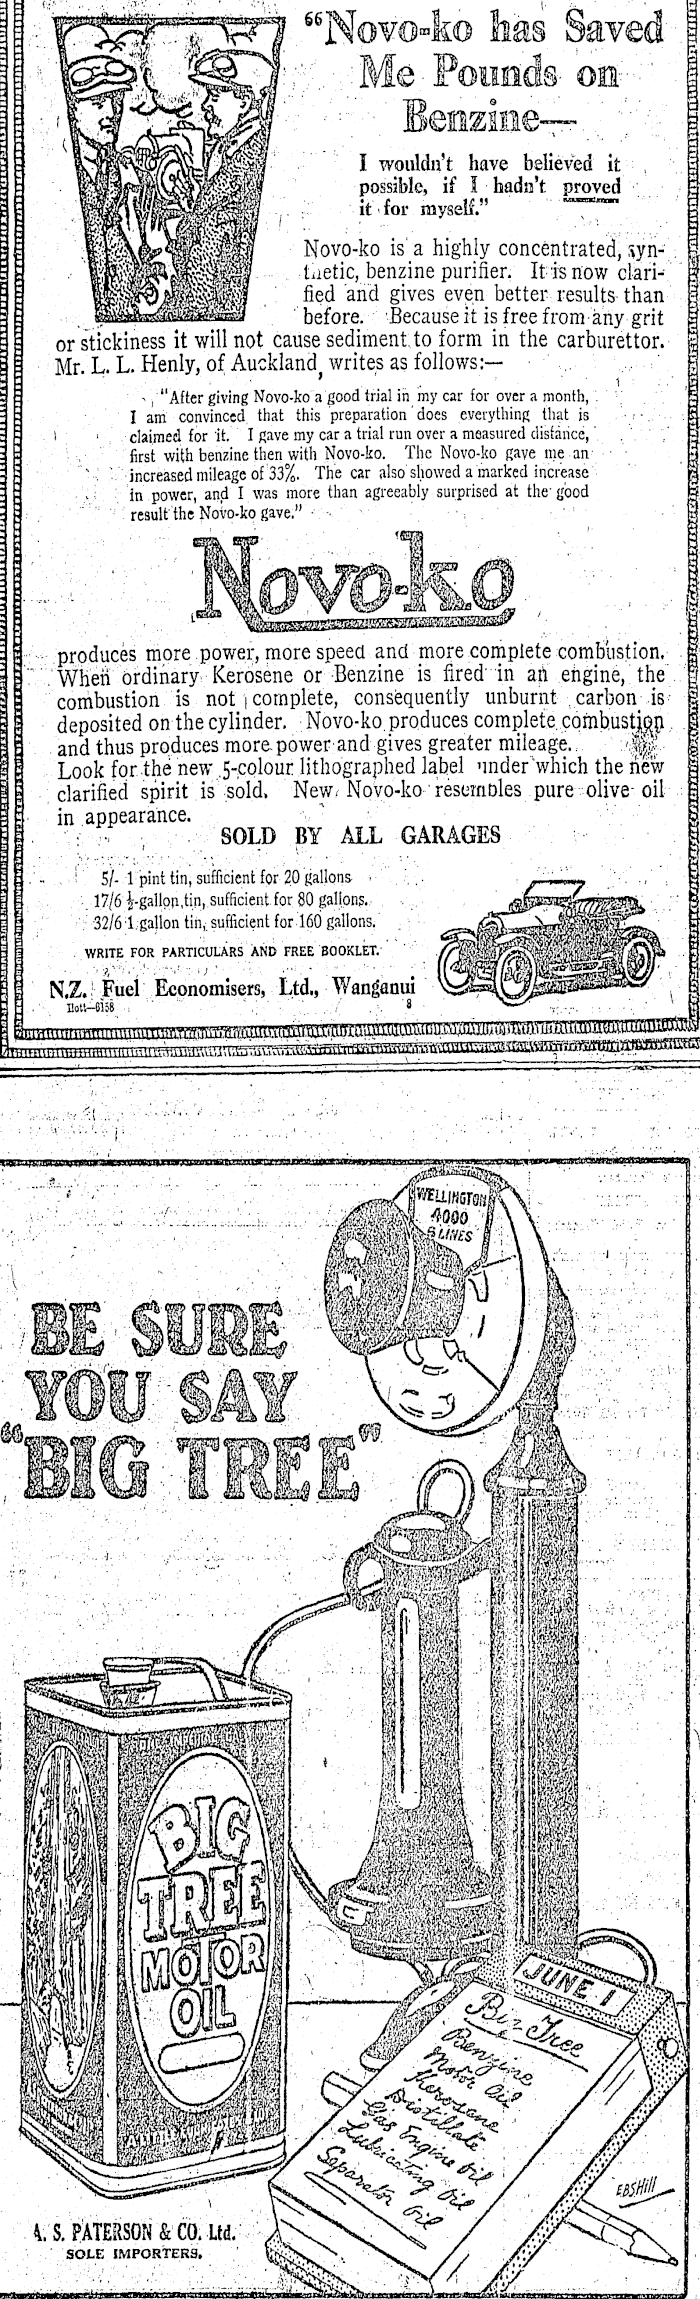 “Novo-ko has Saved
Me Pounds on
Benzine—
I wouldn't have believed it
possible, if I hadn't proved
it for myself.”
Novo-ko is a highly concentrated, syn-
thetic, benzine purifier. It is now clari-
fied and gives even better results than
before. Because it is free from any grit
or stickiness it will not cause sediment to form in the carburettor.
Mr. L. L. Henly, of Auckland, writes as follows:—
“After giving Novo-ko a good trial in my car for over a month,
I am convinced that this preparation does everything that is
claimed for it. I gave my car a trial run over a measured distance,
first with benzine then with Novo-ko. The Novo-ko gave me an
increased mileage of 33%. The car also showed a marked increase
in power, and I was more than agreeably surprised at the good
result the Novo-ko gave.”
Novo-ko
produces more power, more speed and more complete combustion.
When ordinary Kerosene or Benzine is fired in an engine, the
combustion is not complete, consequently unburnt carbon is
deposited on the cylinder. Novo-ko produces complete combustion
and thus produces more power and gives greater mileage.
Look for the new 5-colour lithographed label under which the new
clarified spirit is sold. New Novo-ko resembles pure olive oil
in appearance.
SOLD BY ALL GARAGES
5/- 1 pint tin, sufficient for 20 gallons
17/6 ½-gallon tin, sufficient for 80 gallons.
32/6 1 gallon tin, sufficient for 160 gallons.
WRITE FOR PARTICULARS AND FREE BOOKLET.
N.Z. Fuel Economisers, Ltd., Wanganui
Ilott—6158 8
WELLINGTON
4000
6 LINES
BE SURE
YOU SAY
“BIG TREE”
BIG
TREE
MOTOR
OIL
JUNE 1
Big Tree
Benzine
Motor Oil
Kerosene
Distillate
Gas Engine Oil
Lubricating Oil
Separator Oil
EBSHill
A. S. PATERSON & CO. Ltd.
SOLE IMPORTERS.